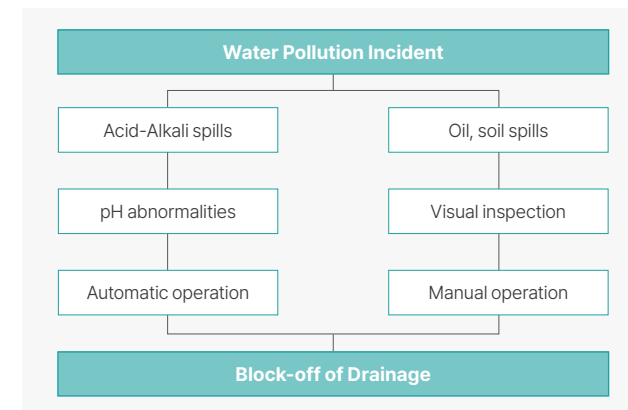 Water Pollution Incident
Acid-Alkali spills
Oil, soil spills
pH abnormalities
Visual inspection
Automatic operation
Manual operation
Block-off of Drainage